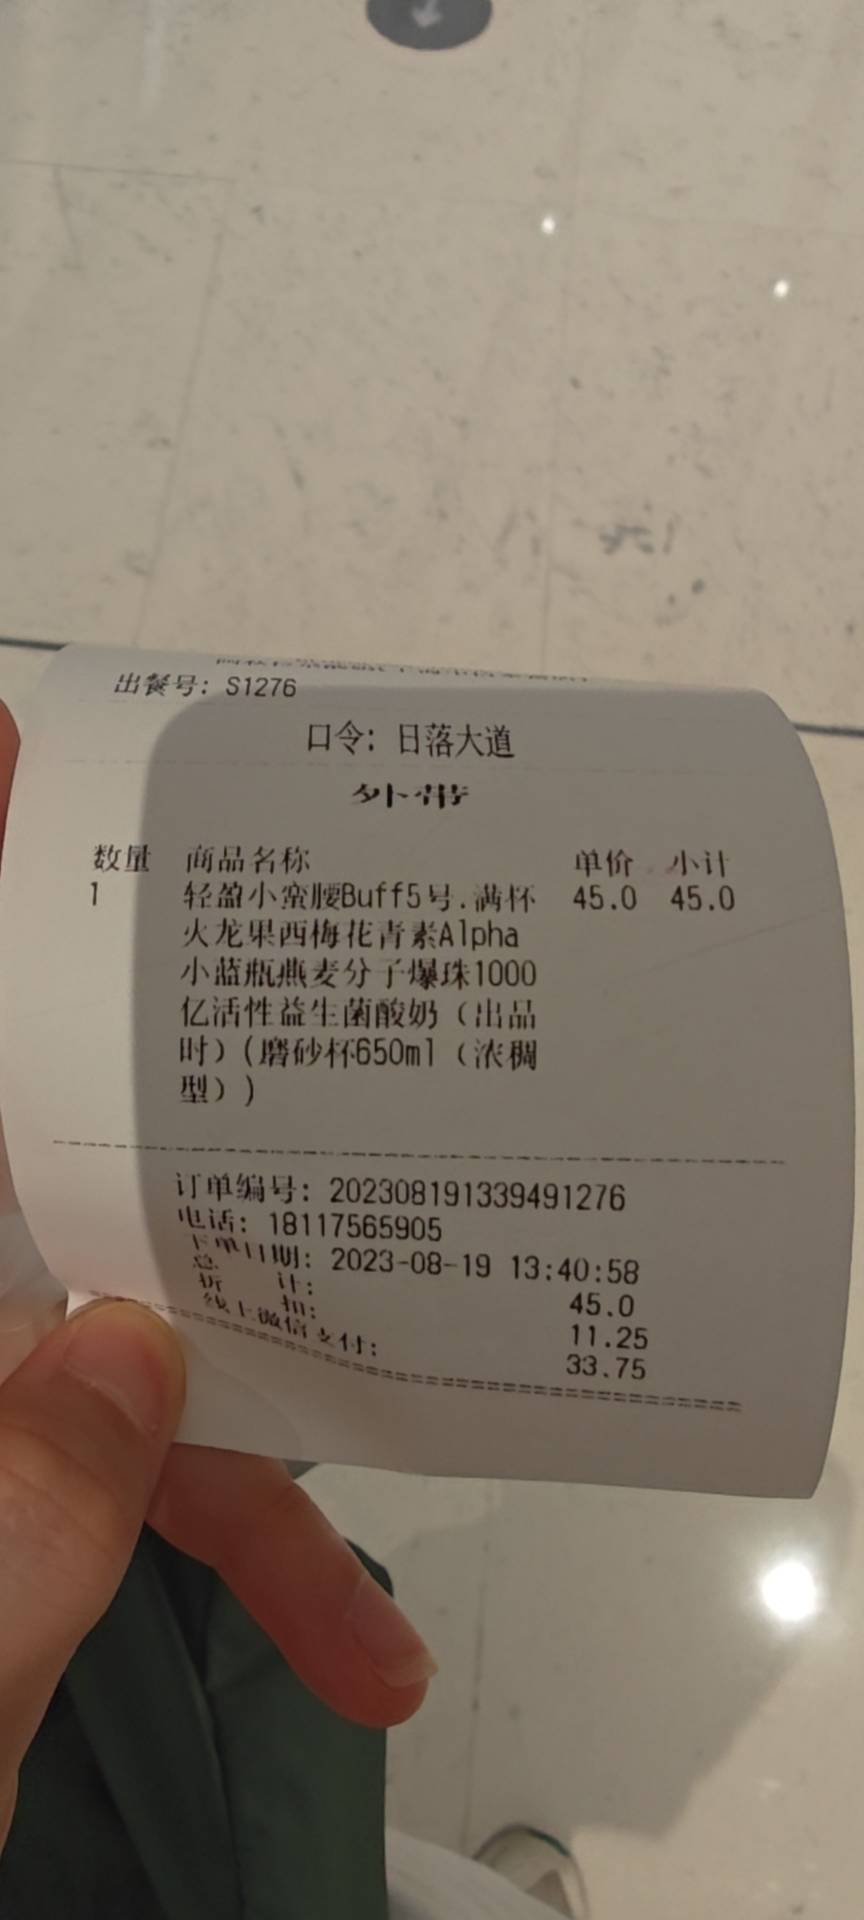 出餐号: S1276
口令: 日落大道
外带
数量 商品名称 单价 小计
1 轻盈小蛮腰Buff5号.满杯 45.0 45.0
火龙果西梅花青素Alpha
小蓝瓶燕麦分子爆珠1000
亿活性益生菌酸奶（出品
时）(磨砂杯650ml（浓稠
型）)
订单编号: 202308191339491276
电话: 18117565905
下单日期: 2023-08-19 13:40:58
总 计: 45.0
折 扣: 11.25
线上微信支付: 33.75